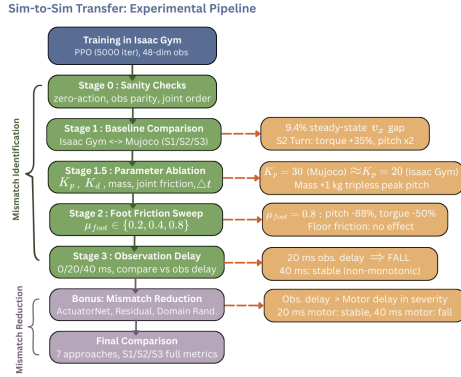 Sim-to-Sim Transfer: Experimental Pipeline
Training in Isaac Gym
PPO (5000 iter), 48-dim obs
Stage 0 : Sanity Checks
zero-action, obs parity, joint order
Stage 1 : Baseline Comparison
Isaac Gym <-> Mujoco (S1/S2/S3)
9.4% steady-state v_x gap
S2 Turn: torque +35%, pitch x2
Stage 1.5 : Parameter Ablation
K_p , K_d , mass, joint friction, △t
K_p = 30 (Mujoco) ≈ K_p = 20 (Isaac Gym)
Mass +1 kg tripless peak pitch
Stage 2 : Foot Friction Sweep
μ_foot ∈ {0.2, 0.4, 0.8}
μ_foot = 0.8 : pitch -88%, torgue -50%
Floor friction: no effect
Stage 3 : Observation Delay
0/20/40 ms, compare vs obs delay
20 ms obs. delay ⟹ FALL
40 ms: stable (non-monotonic)
Bonus: Mismatch Reduction
ActuatorNet, Residual, Domain Rand.
Obs. delay > Motor delay in severity
20 ms motor: stable, 40 ms motor: fall
Final Comparison
7 approaches, S1/S2/S3 full metrics
Mismatch Identification
Mismatch Reduction